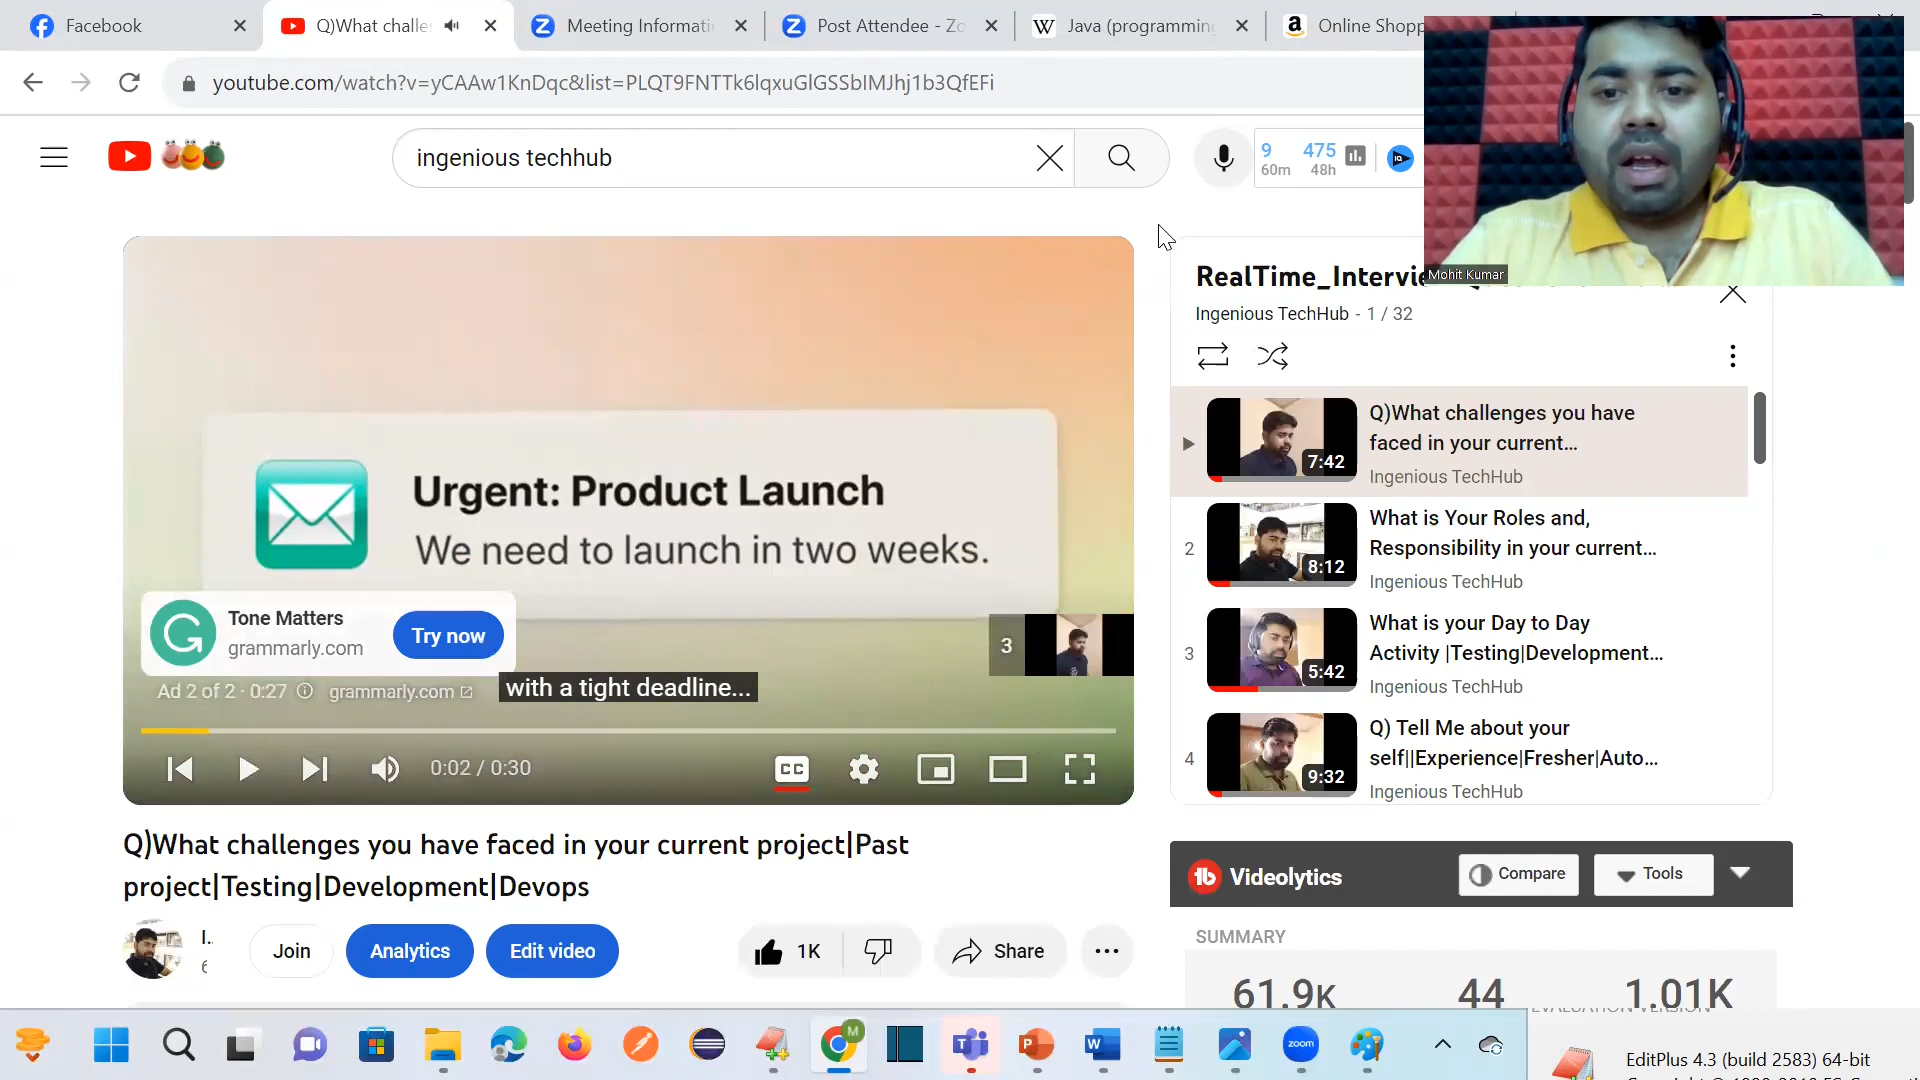 Facebook
Q)What challe
Meeting Informati
Post Attendee - Zo
Java (programming
Online Shopp
youtube.com/watch?v=yCAAw1KnDqc&list=PLQT9FNTTk6lqxuGlGSSbIMJhj1b3QfEFi
ingenious techhub
9
60m
475
48h
Mohit Kumar
RealTime_Intervie
Ingenious TechHub - 1 / 32
Urgent: Product Launch
We need to launch in two weeks.
Tone Matters
grammarly.com
Try now
3
Ad 2 of 2 · 0:27
grammarly.com
with a tight deadline...
0:02 / 0:30
CC
Q)What challenges you have
faced in your current...
Ingenious TechHub
7:42
2
What is Your Roles and,
Responsibility in your current...
Ingenious TechHub
8:12
3
What is your Day to Day
Activity |Testing|Development...
Ingenious TechHub
5:42
4
Q) Tell Me about your
self||Experience|Fresher|Auto...
Ingenious TechHub
9:32
Q)What challenges you have faced in your current project|Past
project|Testing|Development|Devops
I..
Join
Analytics
Edit video
1K
Share
Videolytics
Compare
Tools
SUMMARY
61.9K
44
1.01K
zoom
EditPlus 4.3 (build 2583) 64-bit